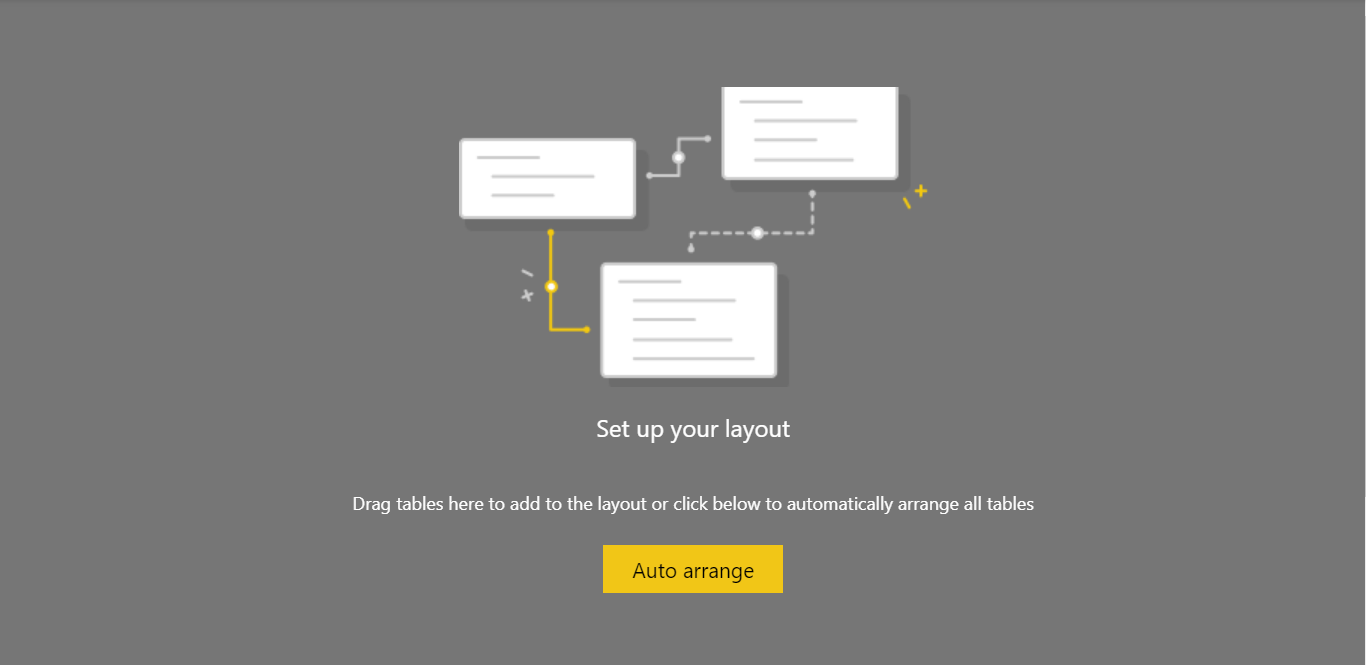 Set up your layout
Drag tables here to add to the layout or click below to automatically arrange all tables
Auto arrange